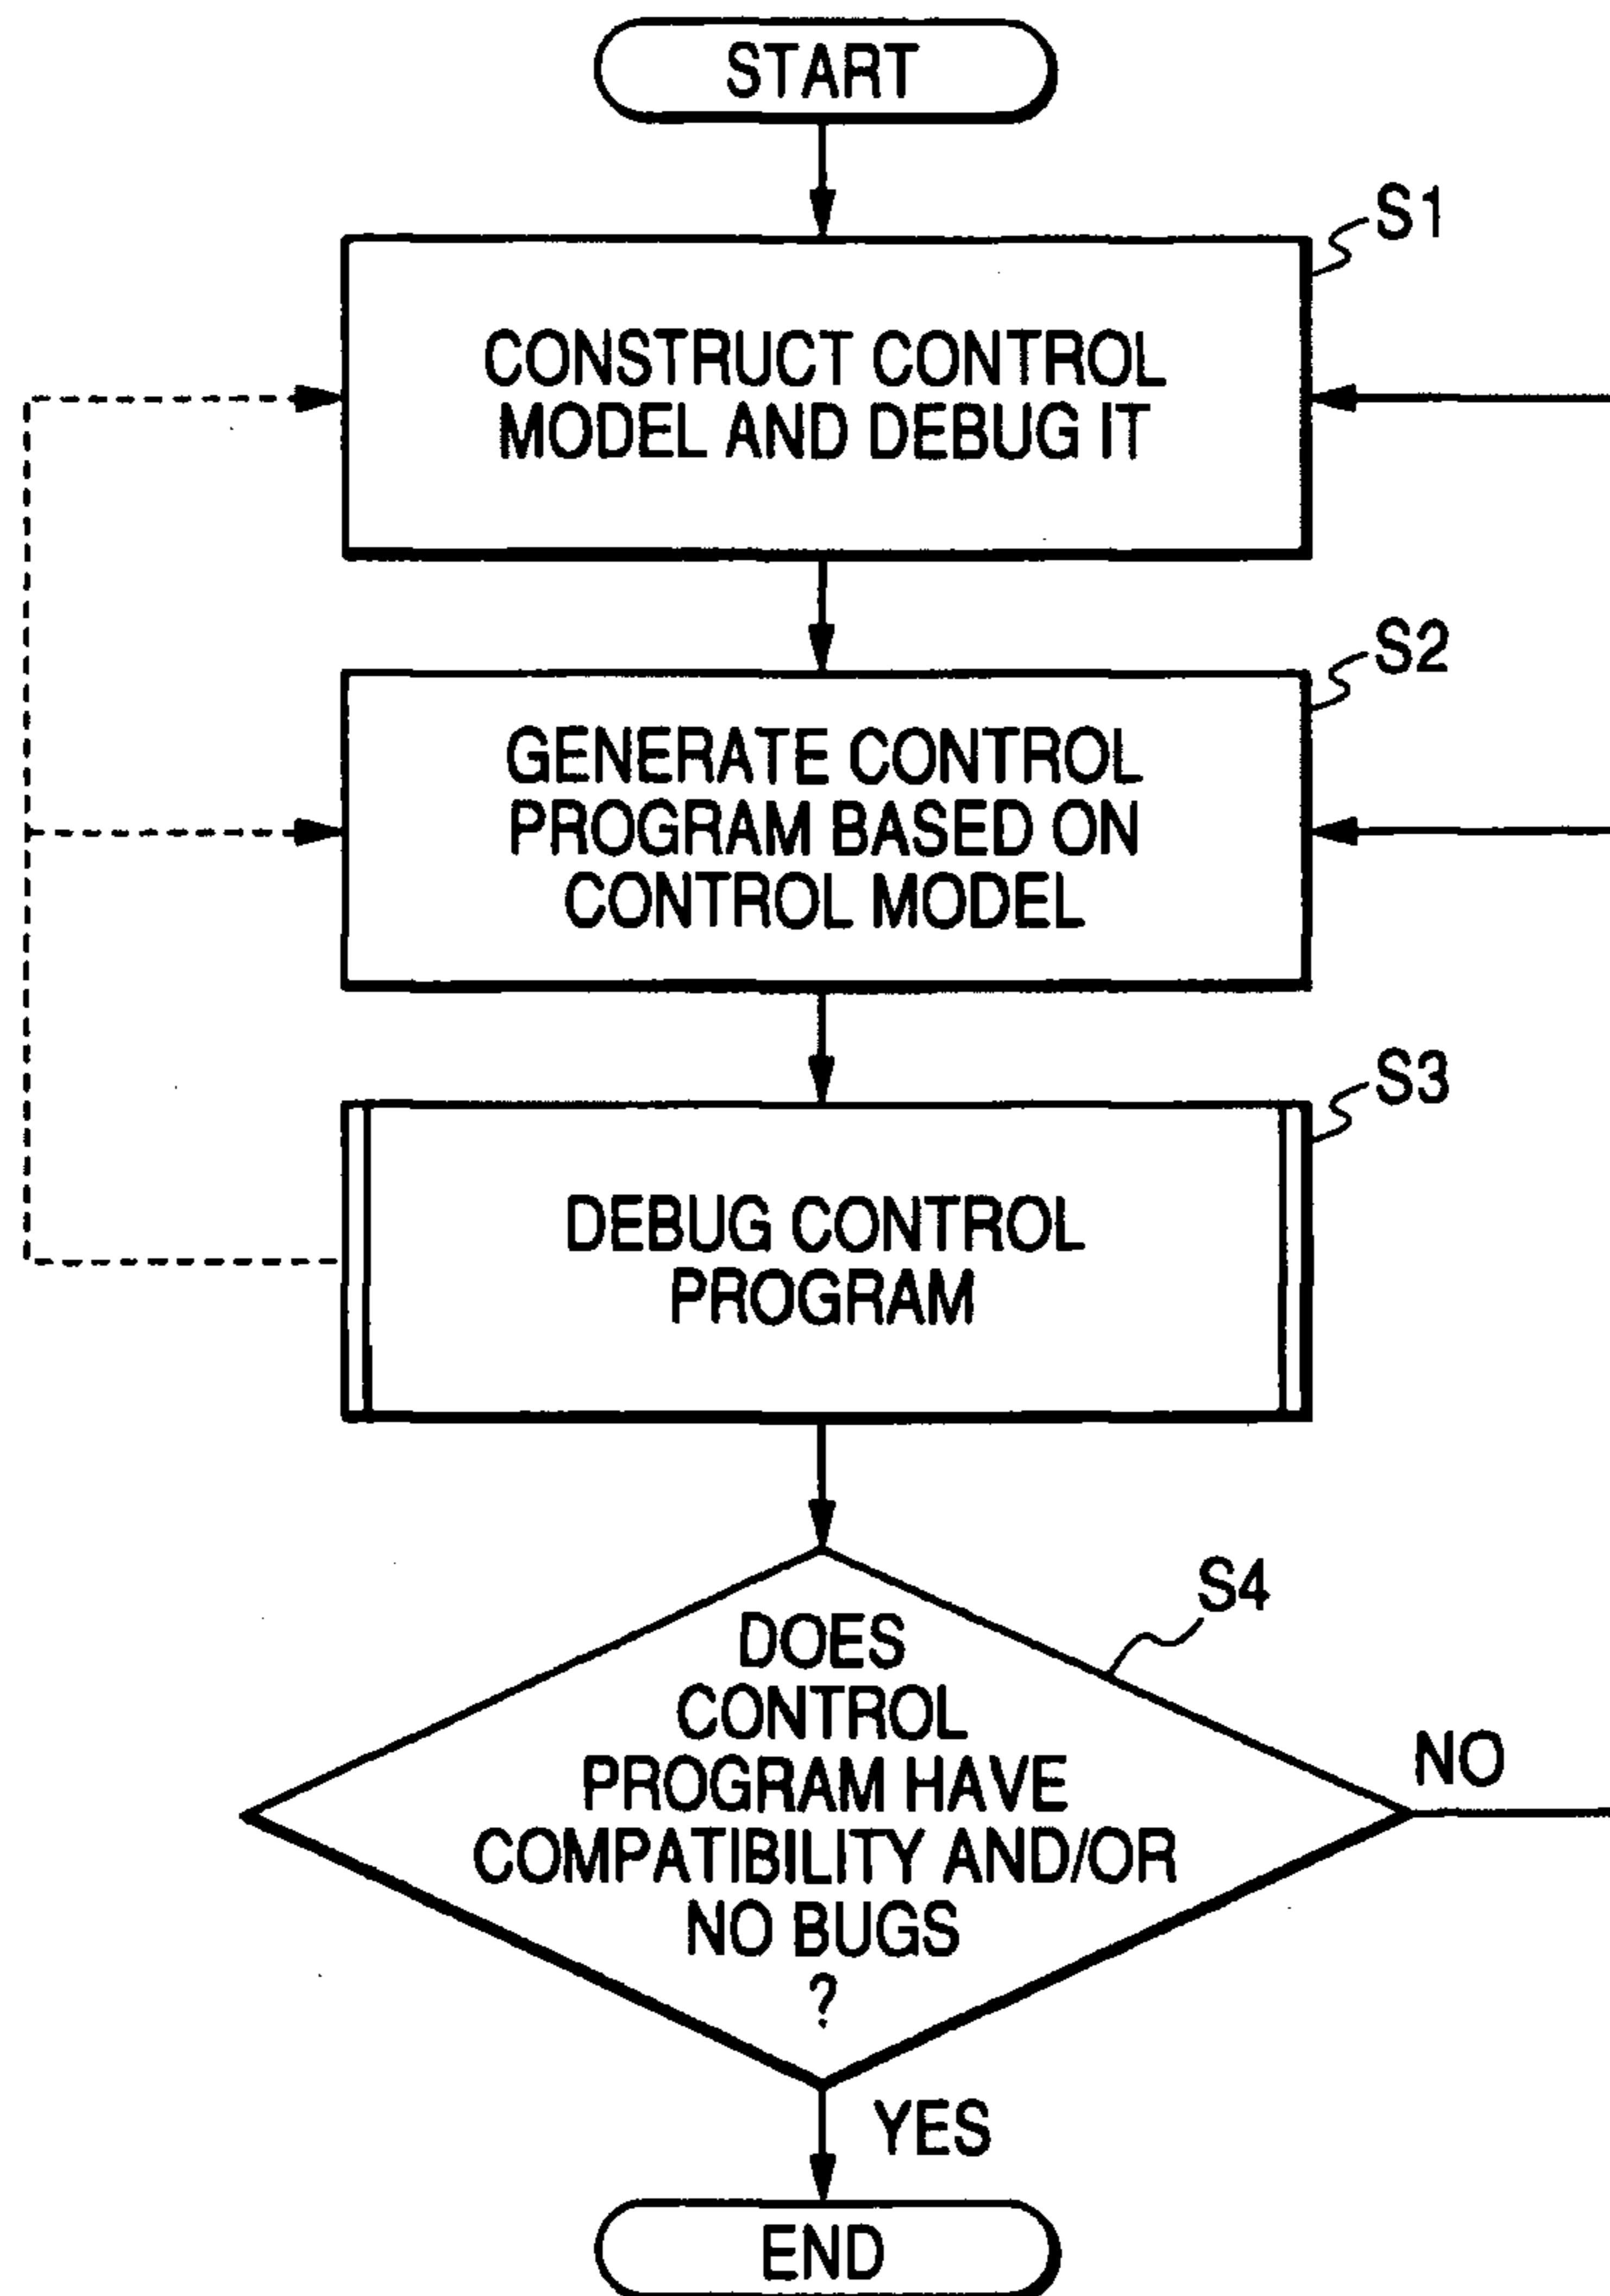 START
S1
CONSTRUCT CONTROL
MODEL AND DEBUG IT
S2
GENERATE CONTROL
PROGRAM BASED ON
CONTROL MODEL
S3
DEBUG CONTROL
PROGRAM
S4
DOES
CONTROL
PROGRAM HAVE
COMPATIBILITY AND/OR
NO BUGS
?
NO
YES
END